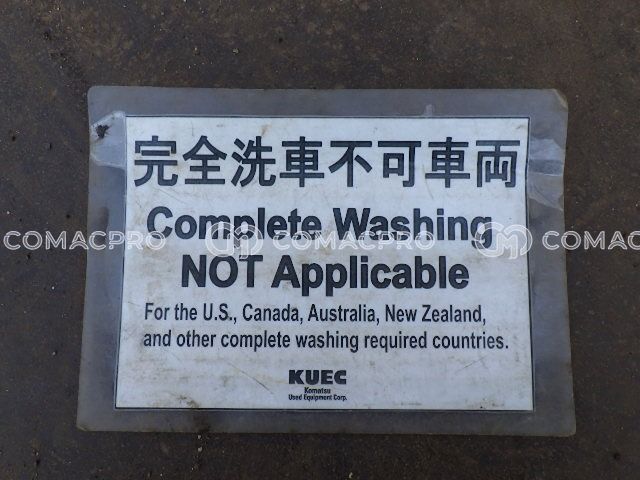 完全洗車不可車両
Complete Washing
NOT Applicable
For the U.S., Canada, Australia, New Zealand,
and other complete washing required countries.
KUEC
Komatsu
Used Equipment Corp.
COMACPRO COMACPRO COMACPRO